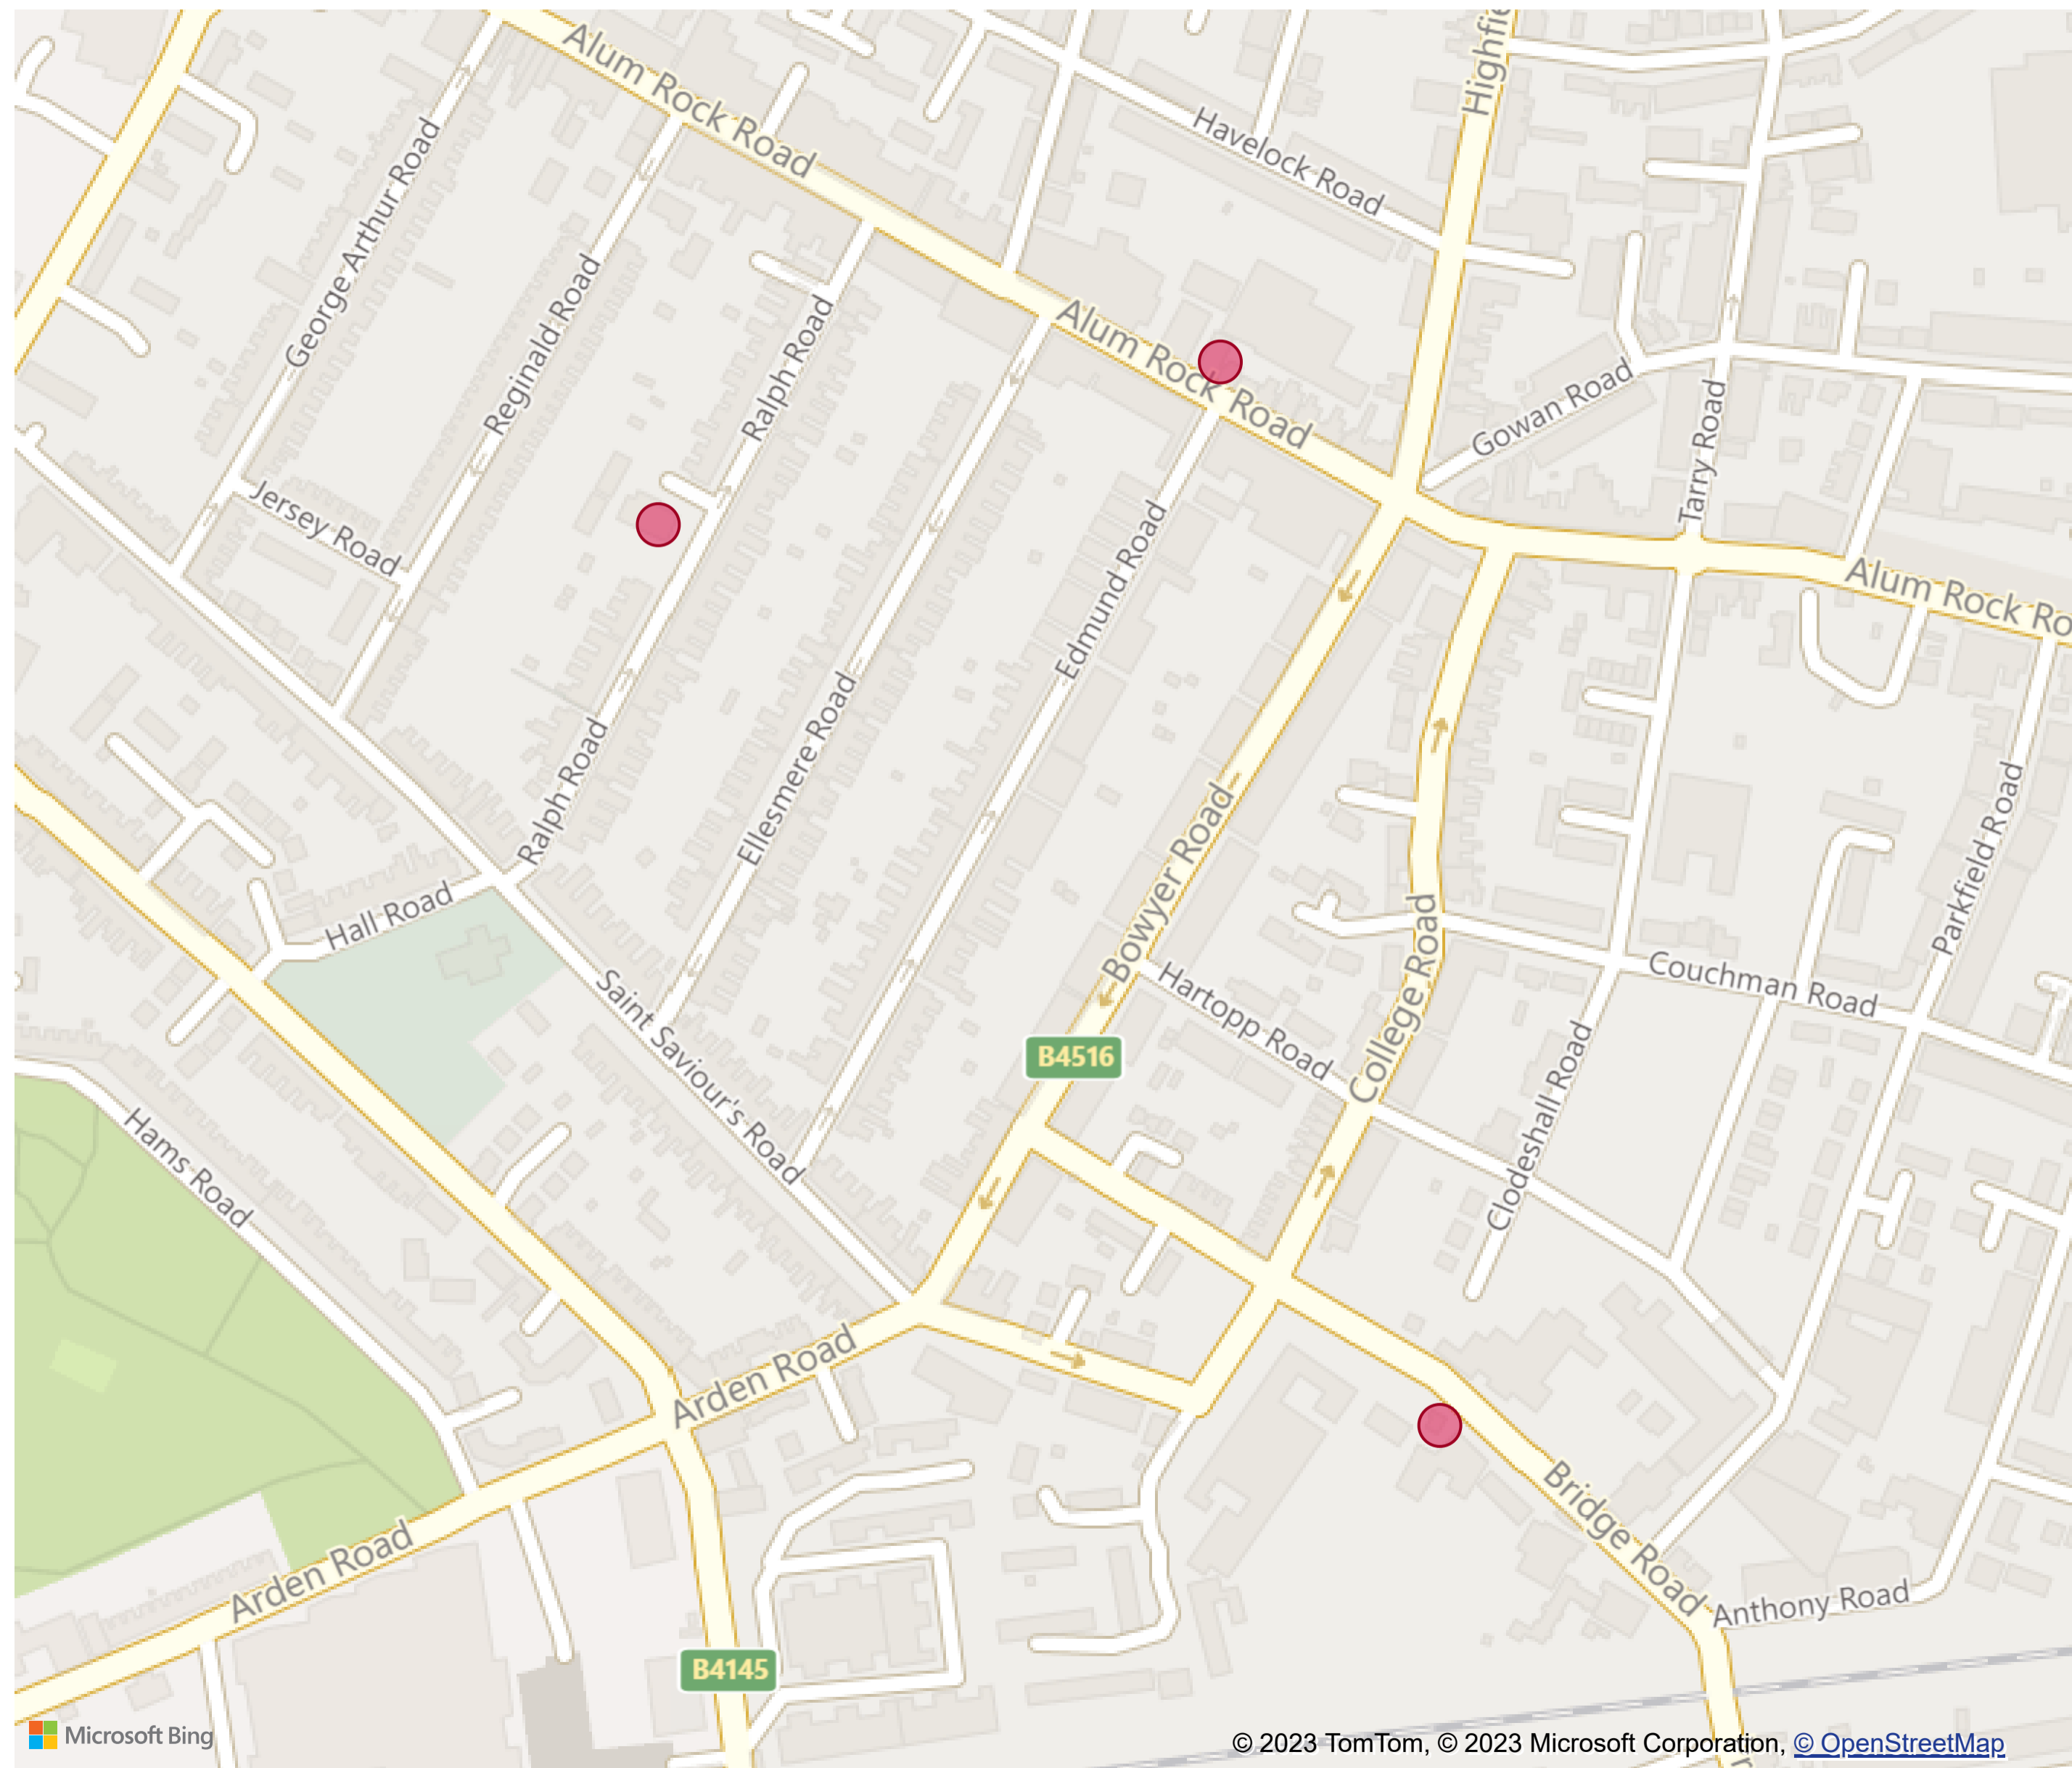 Alum Rock Road
Havelock Road
George Arthur Road
Reginald Road
Ralph Road
Alum Rock Road
Gowan Road
Tarry Road
Jersey Road
Edmund Road
Alum Rock Ro
Ralph Road
Ellesmere Road
Bowyer Road
Parkfield Road
Hall Road
College Road
Couchman Road
Saint Saviour's Road
Hartopp Road
B4516
Clodeshall Road
Hams Road
Arden Road
Arden Road
Bridge Road
Anthony Road
B4145
Microsoft Bing
© 2023 TomTom, © 2023 Microsoft Corporation, © OpenStreetMap